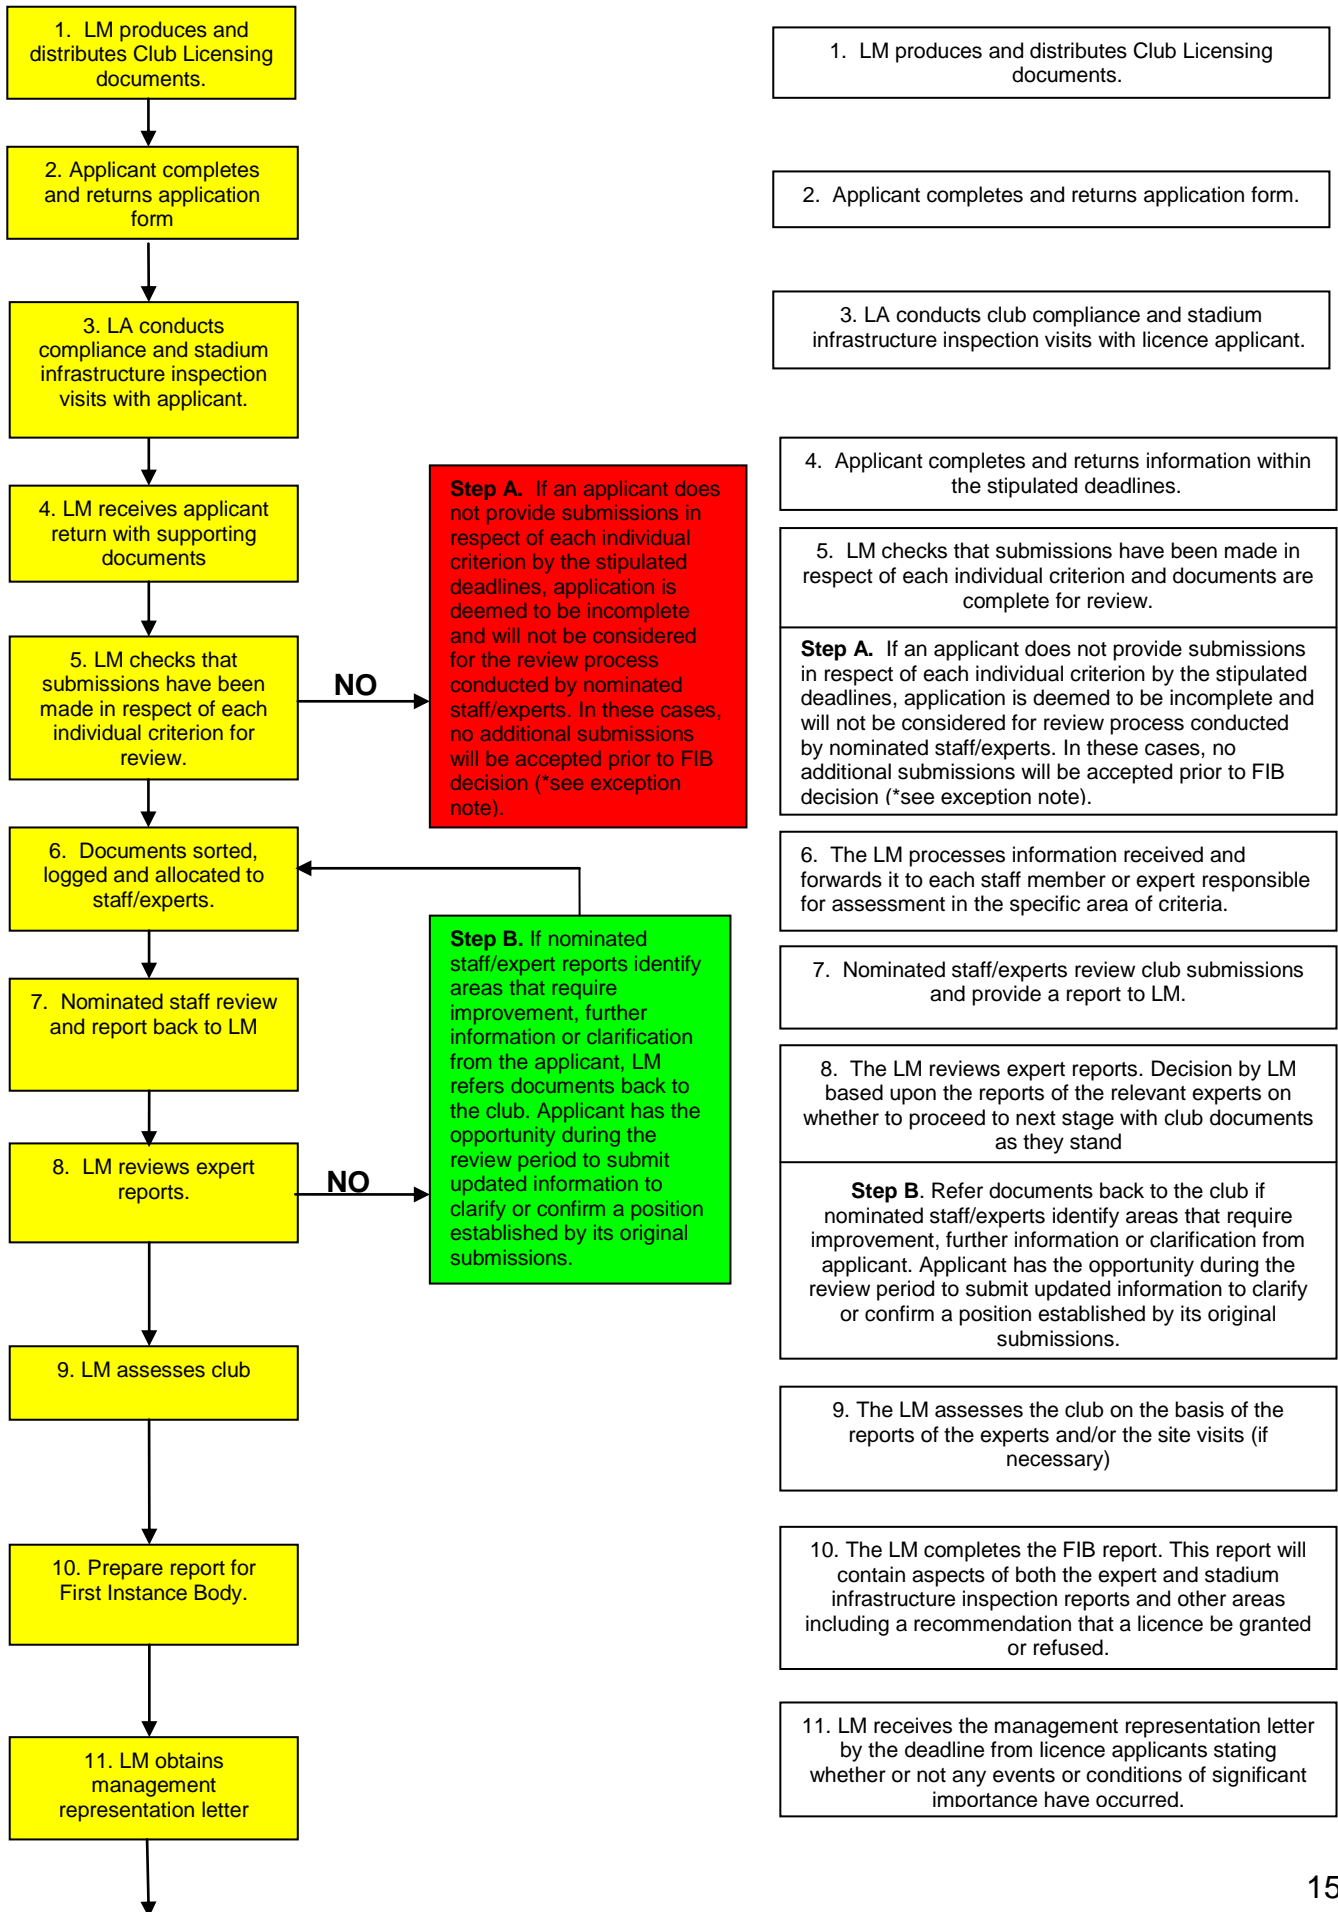 1. LM produces and
distributes Club Licensing
documents.
2. Applicant completes
and returns application
form
3. LA conducts
compliance and stadium
infrastructure inspection
visits with applicant.
4. LM receives applicant
return with supporting
documents
5. LM checks that
submissions have been
made in respect of each
individual criterion for
review.
NO
Step A. If an applicant does
not provide submissions in
respect of each individual
criterion by the stipulated
deadlines, application is
deemed to be incomplete
and will not be considered
for the review process
conducted by nominated
staff/experts. In these cases,
no additional submissions
will be accepted prior to FIB
decision (*see exception
note).
6. Documents sorted,
logged and allocated to
staff/experts.
7. Nominated staff review
and report back to LM
8. LM reviews expert
reports.
NO
Step B. If nominated
staff/expert reports identify
areas that require
improvement, further
information or clarification
from the applicant, LM
refers documents back to
the club. Applicant has the
opportunity during the
review period to submit
updated information to
clarify or confirm a position
established by its original
submissions.
9. LM assesses club
10. Prepare report for
First Instance Body.
11. LM obtains
management
representation letter
1. LM produces and distributes Club Licensing
documents.
2. Applicant completes and returns application form.
3. LA conducts club compliance and stadium
infrastructure inspection visits with licence applicant.
4. Applicant completes and returns information within
the stipulated deadlines.
5. LM checks that submissions have been made in
respect of each individual criterion and documents are
complete for review.
Step A. If an applicant does not provide submissions
in respect of each individual criterion by the stipulated
deadlines, application is deemed to be incomplete and
will not be considered for review process conducted
by nominated staff/experts. In these cases, no
additional submissions will be accepted prior to FIB
decision (*see exception note).
6. The LM processes information received and
forwards it to each staff member or expert responsible
for assessment in the specific area of criteria.
7. Nominated staff/experts review club submissions
and provide a report to LM.
8. The LM reviews expert reports. Decision by LM
based upon the reports of the relevant experts on
whether to proceed to next stage with club documents
as they stand
Step B. Refer documents back to the club if
nominated staff/experts identify areas that require
improvement, further information or clarification from
applicant. Applicant has the opportunity during the
review period to submit updated information to clarify
or confirm a position established by its original
submissions.
9. The LM assesses the club on the basis of the
reports of the experts and/or the site visits (if
necessary)
10. The LM completes the FIB report. This report will
contain aspects of both the expert and stadium
infrastructure inspection reports and other areas
including a recommendation that a licence be granted
or refused.
11. LM receives the management representation letter
by the deadline from licence applicants stating
whether or not any events or conditions of significant
importance have occurred.
15